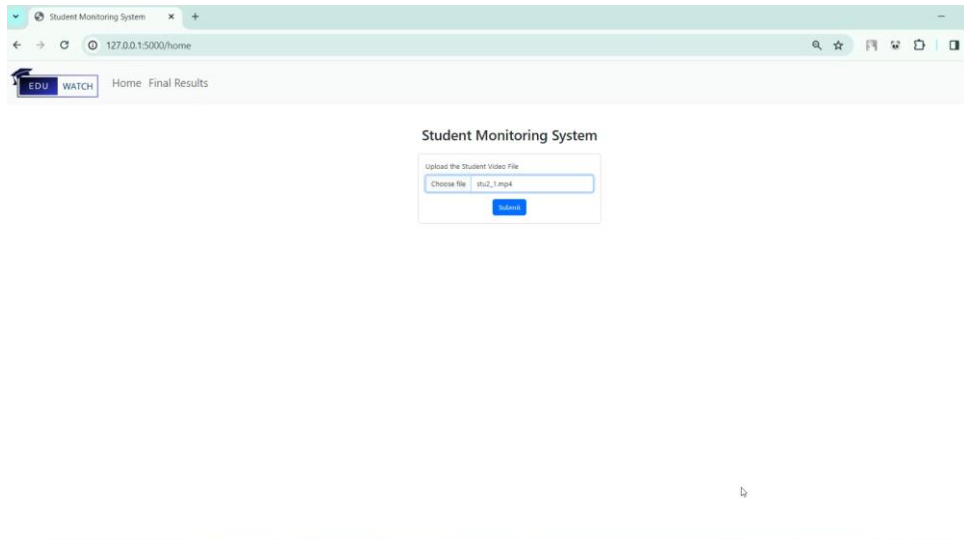 Student Monitoring System
127.0.0.1:5000/home
EDU WATCH
Home Final Results
Student Monitoring System
Upload the Student Video File
Choose file stu2_1.mp4
Submit